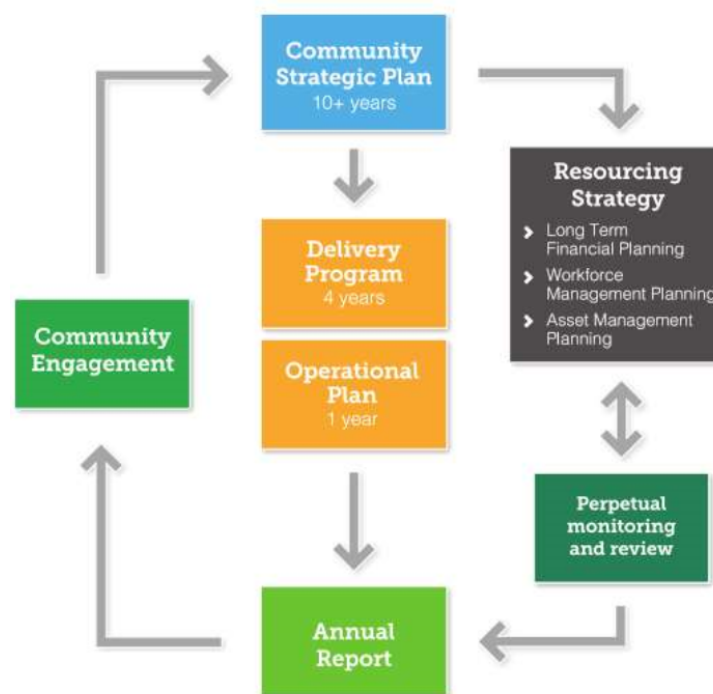 Community
Strategic Plan
10+ years
Resourcing
Strategy
Long Term
Financial Planning
Workforce
Management Planning
Asset Management
Planning
Delivery
Program
4 years
Community
Engagement
Operational
Plan
1 year
Perpetual
monitoring
and review
Annual
Report